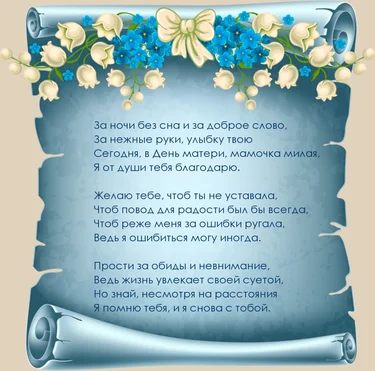 За ночи без сна и за доброе слово,
За нежные руки, улыбку твою
Сегодня, в День матери, мамочка милая,
Я от души тебя благодарю.
Желаю тебе, чтоб ты не уставала,
Чтоб повод для радости был бы всегда,
Чтоб реже меня за ошибки ругала,
Ведь я ошибиться могу иногда.
Прости за обиды и невнимание,
Ведь жизнь увлекает своей суетой,
Но знай, несмотря на расстояния
Я помню тебя, и я снова с тобой.